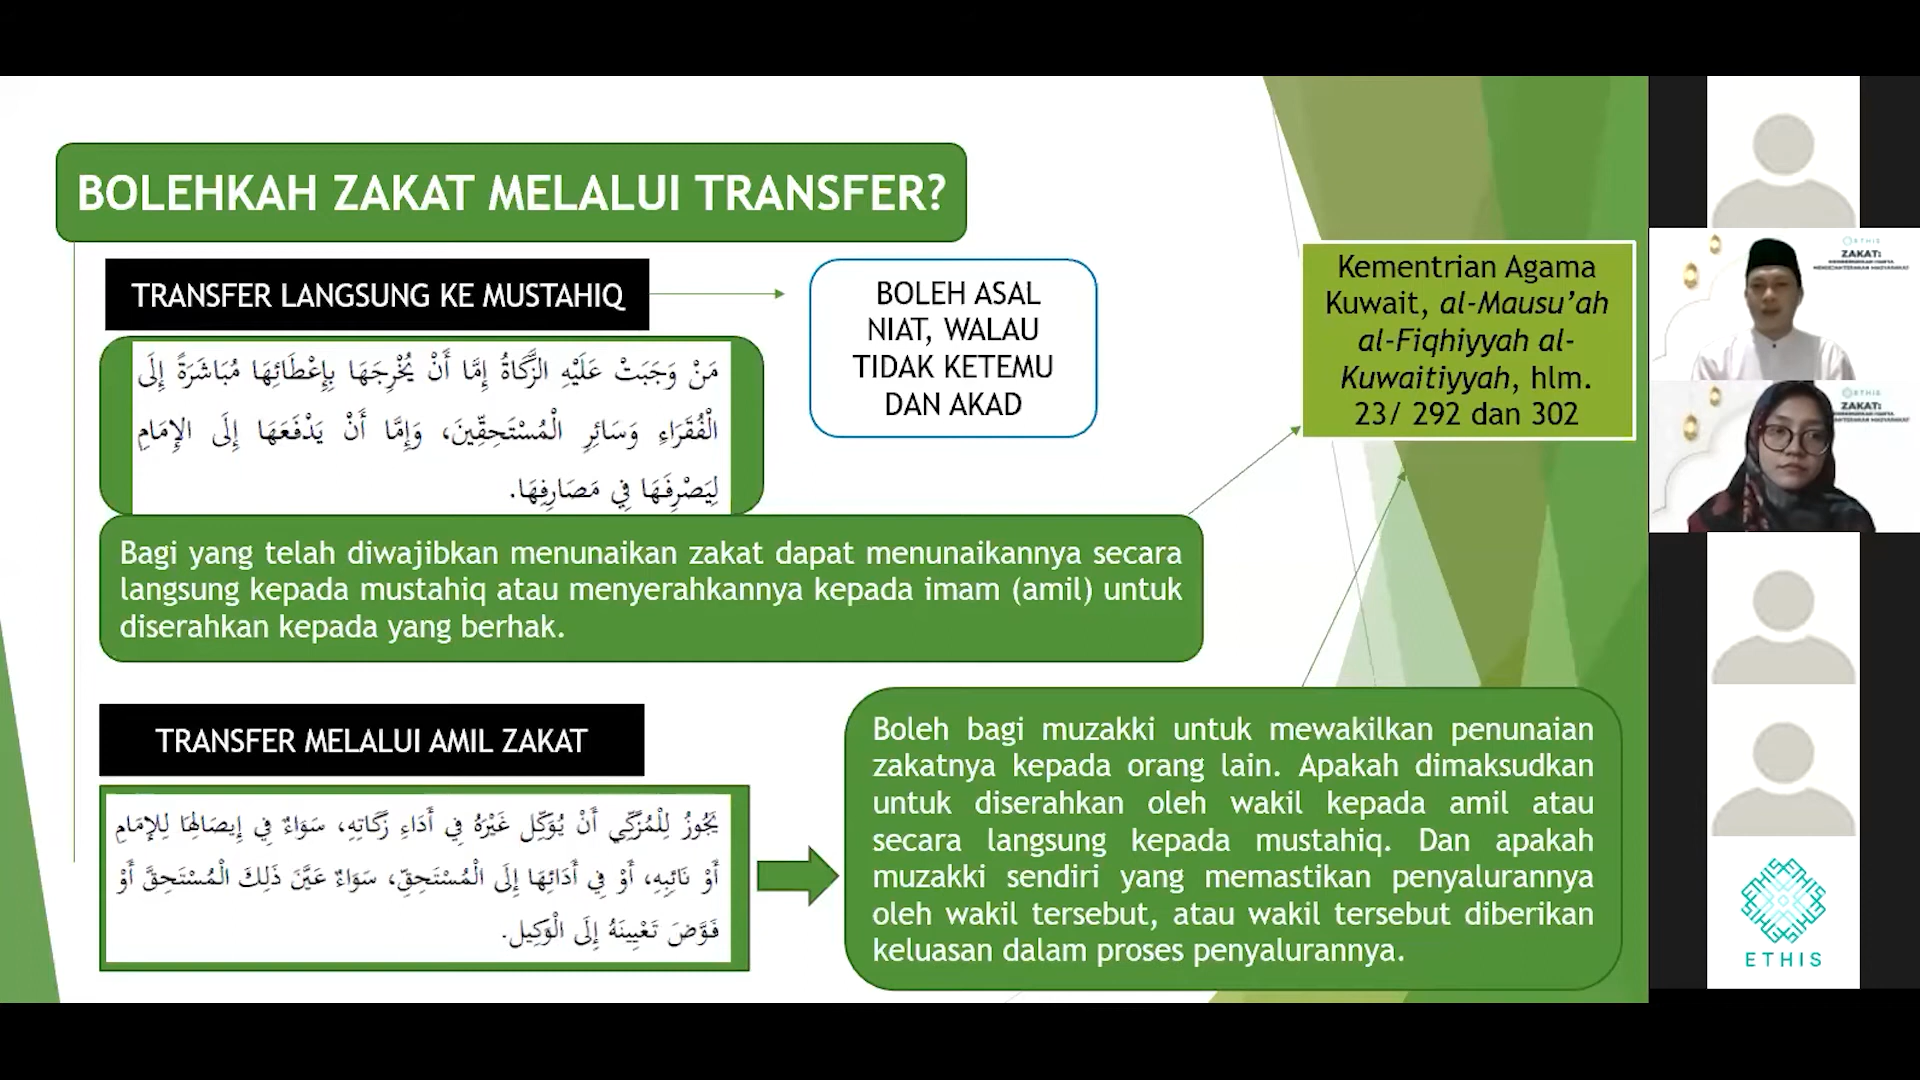 BOLEHKAH ZAKAT MELALUI TRANSFER?
TRANSFER LANGSUNG KE MUSTAHIQ
BOLEH ASAL
NIAT, WALAU
TIDAK KETEMU
DAN AKAD
مَنْ وَجَبَتْ عَلَيْهِ الزَّكَاةُ إِمَّا أَنْ يُخْرِجَهَا بِإِعْطَائِهَا مُبَاشَرَةً إِلَى
الْفُقَرَاءِ وَسَائِرِ الْمُسْتَحِقِّينَ، وَإِمَّا أَنْ يَدْفَعَهَا إِلَى الإِمَامِ
لِيَصْرِفَهَا فِي مَصَارِفِهَا.
Bagi yang telah diwajibkan menunaikan zakat dapat menunaikannya secara
langsung kepada mustahiq atau menyerahkannya kepada imam (amil) untuk
diserahkan kepada yang berhak.
Kementrian Agama
Kuwait, al-Mausu’ah
al-Fiqhiyyah al-
Kuwaitiyyah, hlm.
23/ 292 dan 302
TRANSFER MELALUI AMIL ZAKAT
يَجُوزُ لِلْمُزَكِّي أَنْ يُوَكِّل غَيْرَهُ فِي أَدَاءِ زَكَاتِهِ، سَوَاءٌ فِي إِيصَالِهَا لِلإِمَامِ
أَوْ نَائِبِهِ، أَوْ فِي أَدَائِهَا إِلَى الْمُسْتَحِقِّ، سَوَاءٌ عَيَّنَ ذَلِكَ الْمُسْتَحِقَّ أَوْ
فَوَّضَ تَعْيِينَهُ إِلَى الْوَكِيل.
Boleh bagi muzakki untuk mewakilkan penunaian
zakatnya kepada orang lain. Apakah dimaksudkan
untuk diserahkan oleh wakil kepada amil atau
secara langsung kepada mustahiq. Dan apakah
muzakki sendiri yang memastikan penyalurannya
oleh wakil tersebut, atau wakil tersebut diberikan
keluasan dalam proses penyalurannya.
ETHIS
ZAKAT:
ETHIS
ZAKAT:
ETHIS